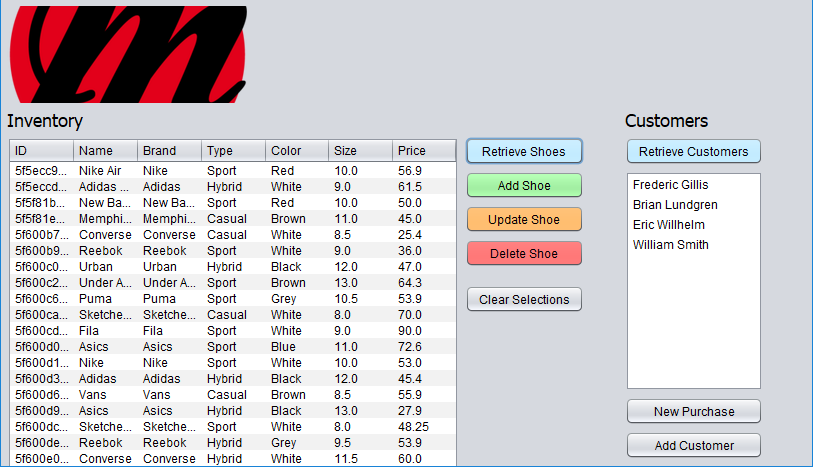 Inventory
Customers
ID Name Brand Type Color Size Price
5f5ecc9... Nike Air Nike Sport Red 10.0 56.9
5f5eccd... Adidas ... Adidas Hybrid White 9.0 61.5
5f5f81b... New Ba... New Ba... Sport Red 10.0 50.0
5f5f81e... Memphi... Memphi... Casual Brown 11.0 45.0
5f600b7... Converse Converse Casual White 8.5 25.4
5f600b9... Reebok Reebok Sport White 9.0 36.0
5f600c0... Urban Urban Hybrid Black 12.0 47.0
5f600c2... Under A... Under A... Sport Brown 13.0 64.3
5f600c6... Puma Puma Sport Grey 10.5 53.9
5f600ca... Sketche... Sketche... Casual White 8.0 70.0
5f600cd... Fila Fila Sport White 9.0 90.0
5f600d0... Asics Asics Sport Blue 11.0 72.6
5f600d1... Nike Nike Sport White 10.0 53.0
5f600d3... Adidas Adidas Hybrid Black 12.0 45.4
5f600d6... Vans Vans Casual Brown 8.5 55.9
5f600d9... Asics Asics Hybrid Black 13.0 27.9
5f600dc... Sketche... Sketche... Sport White 8.0 48.25
5f600de... Reebok Reebok Hybrid Grey 9.5 53.9
5f600e0... Converse Converse Hybrid White 11.5 60.0
Retrieve Shoes
Add Shoe
Update Shoe
Delete Shoe
Clear Selections
Retrieve Customers
Frederic Gillis
Brian Lundgren
Eric Willhelm
William Smith
New Purchase
Add Customer